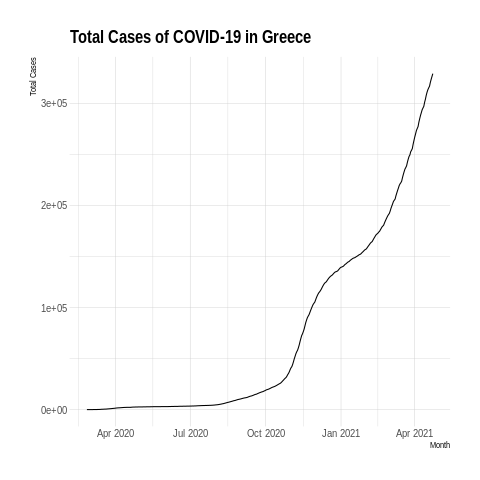 Total Cases of COVID-19 in Greece
Total Cases
3e+05
2e+05
1e+05
0e+00
Apr 2020 Jul 2020 Oct 2020 Jan 2021 Apr 2021
Month